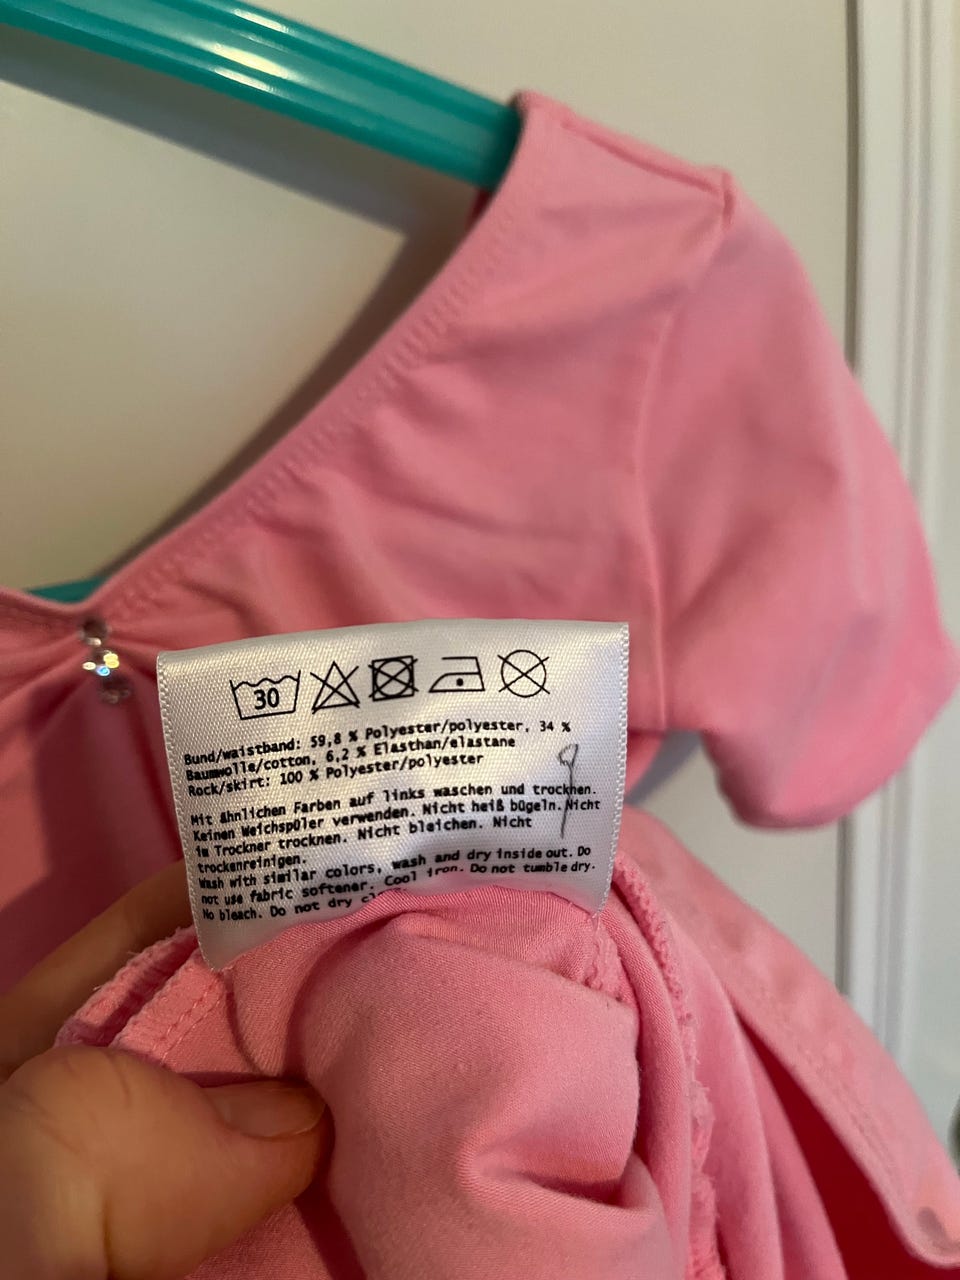 30
Bund/waistband: 59,8 % Polyester/polyester, 34 %
Baumwolle/cotton, 6,2 % Elasthan/elastane
Rock/skirt: 100 % Polyester/polyester
Mit ähnlichen Farben auf links waschen und trocknen.
Keinen Weichspüler verwenden. Nicht heiß bügeln. Nicht
im Trockner trocknen. Nicht bleichen. Nicht
trockenreinigen.
Wash with similar colors, wash and dry inside out. Do
not use fabric softener. Cool iron. Do not tumble dry.
No bleach. Do not dry